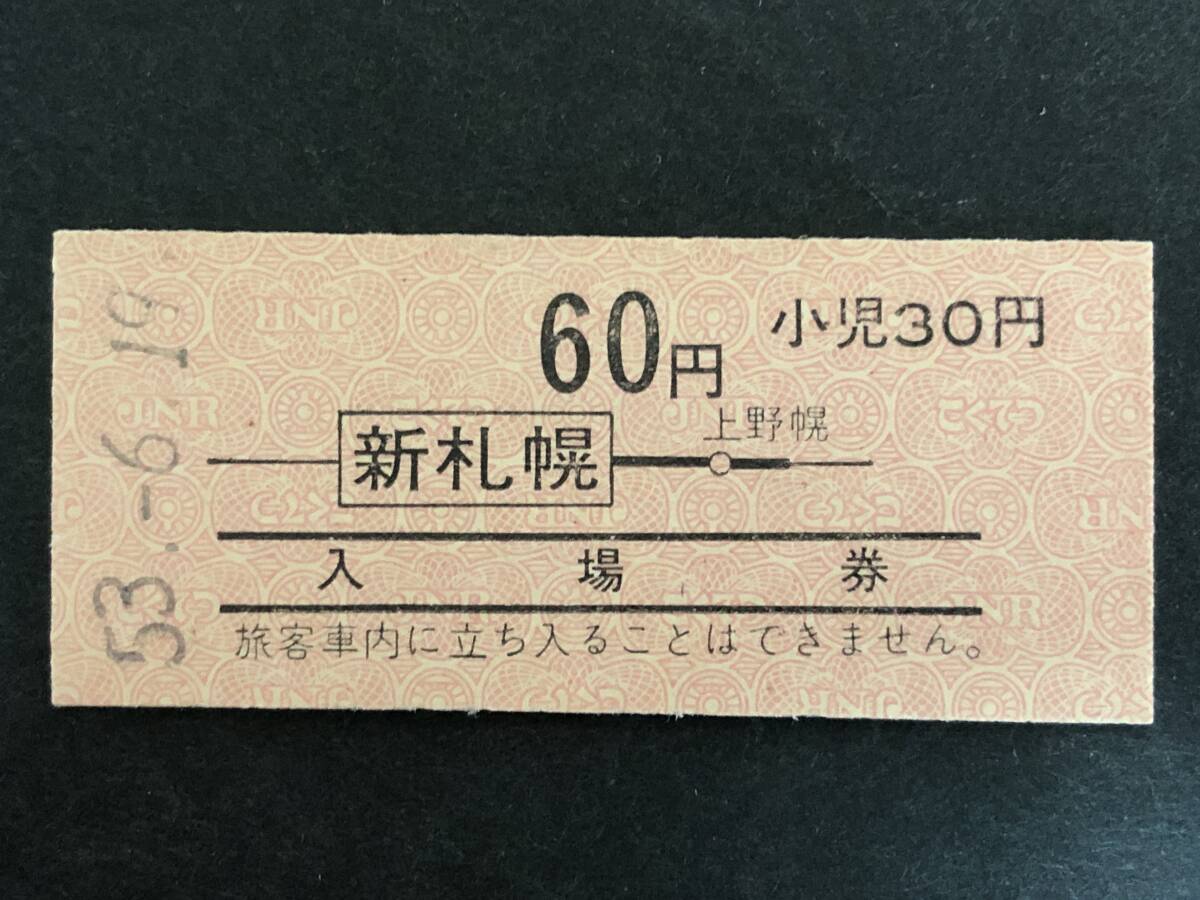 60円 小児30円
上野幌
新札幌
入場券
旅客車内に立ち入ることはできません。
53.-6.19